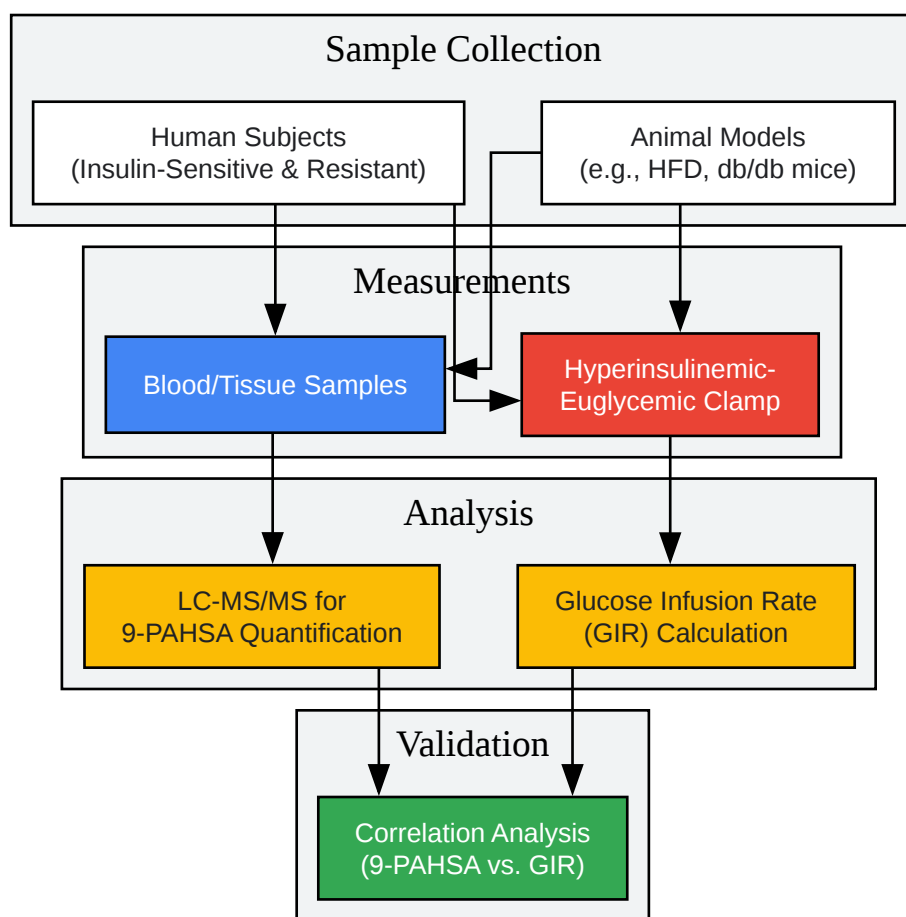 Sample Collection
Human Subjects
(Insulin-Sensitive & Resistant)
Animal Models
(e.g., HFD, db/db mice)
Measurements
Blood/Tissue Samples
Hyperinsulinemic-
Euglycemic Clamp
Analysis
LC-MS/MS for
9-PAHSA Quantification
Glucose Infusion Rate
(GIR) Calculation
Validation
Correlation Analysis
(9-PAHSA vs. GIR)